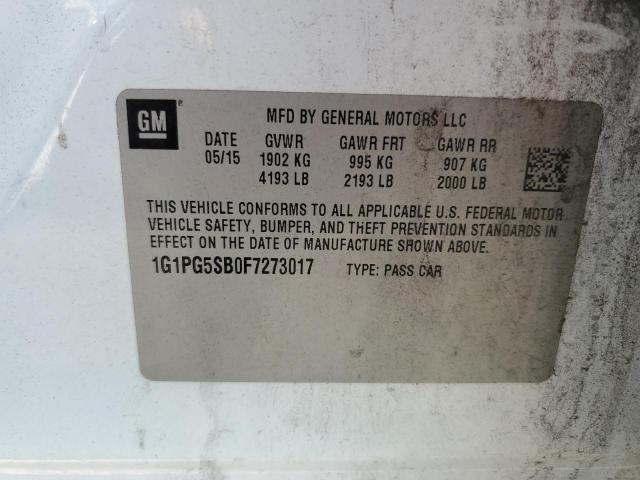 GM ®
MFD BY GENERAL MOTORS LLC
DATE GVWR GAWR FRT GAWR RR
05/15 1902 KG 995 KG 907 KG
4193 LB 2193 LB 2000 LB
THIS VEHICLE CONFORMS TO ALL APPLICABLE U.S. FEDERAL MOTOR
VEHICLE SAFETY, BUMPER, AND THEFT PREVENTION STANDARDS IN
EFFECT ON THE DATE OF MANUFACTURE SHOWN ABOVE.
1G1PG5SB0F7273017 TYPE: PASS CAR